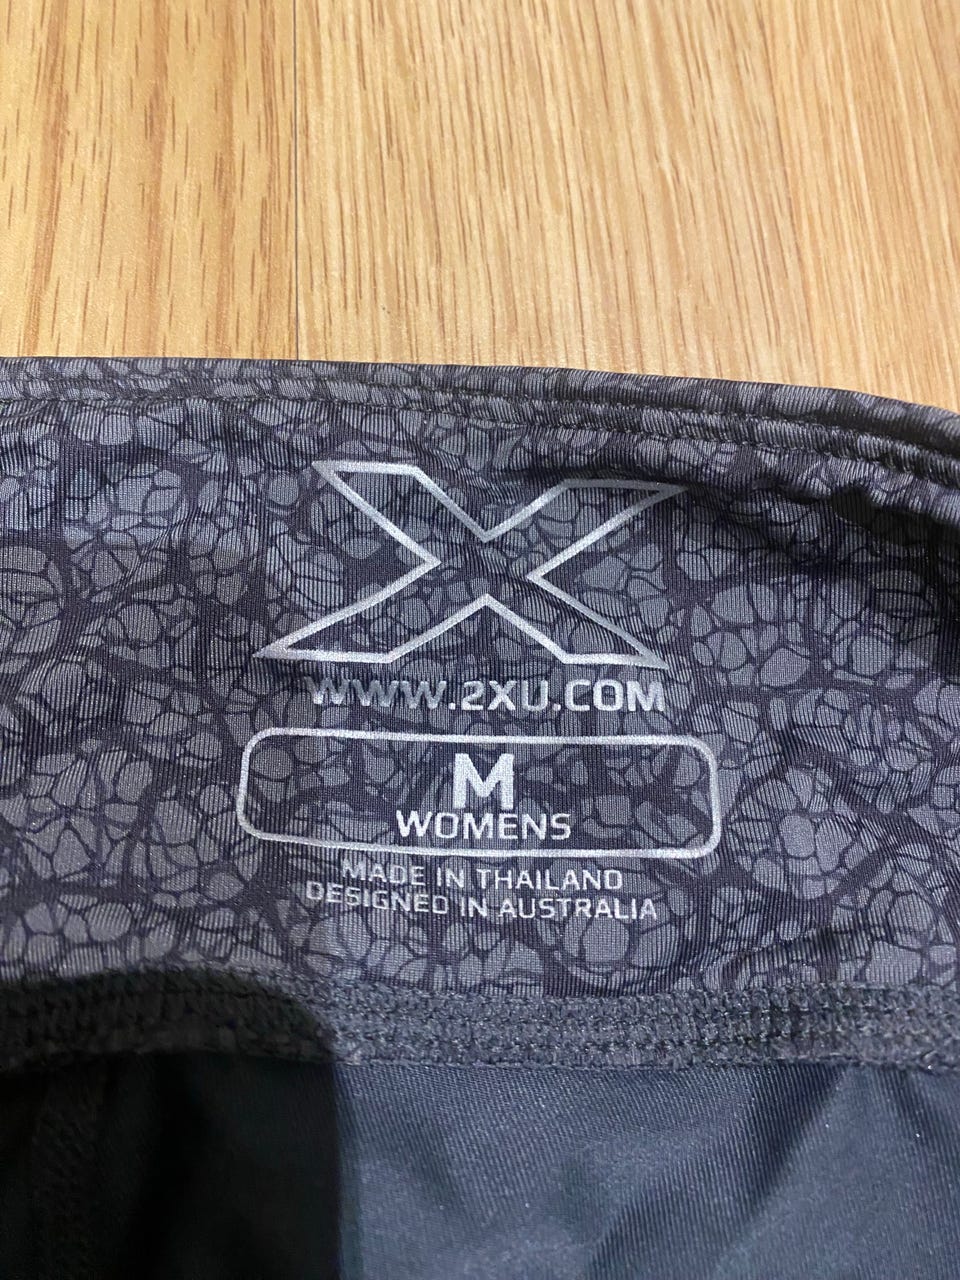 X
WWW.2XU.COM
M
WOMENS
MADE IN THAILAND
DESIGNED IN AUSTRALIA